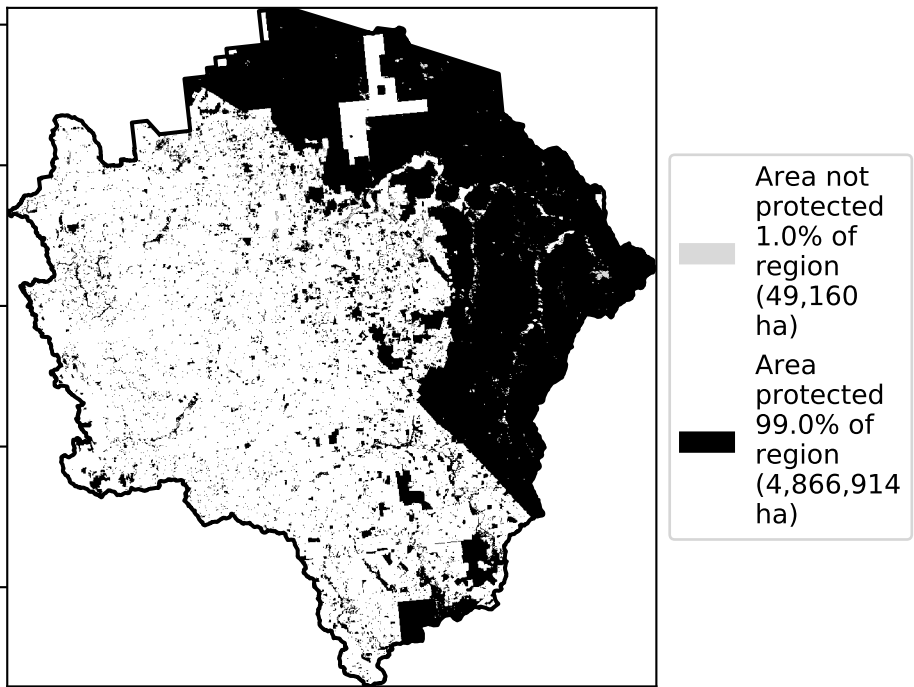 Area not
protected
1.0% of
region
(49,160
ha)
Area
protected
99.0% of
region
(4,866,914
ha)